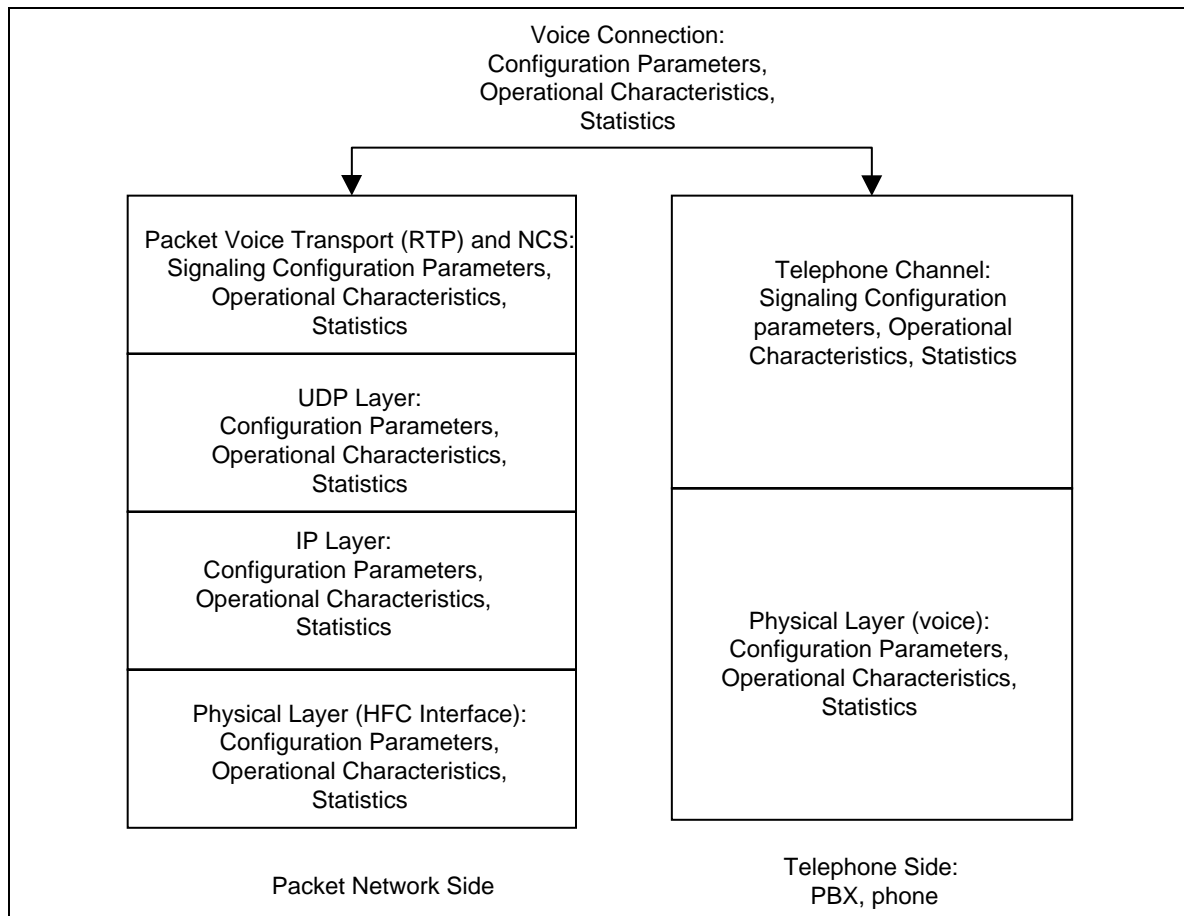 Voice Connection:
Configuration Parameters,
Operational Characteristics,
Statistics
Packet Voice Transport (RTP) and NCS:
Signaling Configuration Parameters,
Operational Characteristics,
Statistics
UDP Layer:
Configuration Parameters,
Operational Characteristics,
Statistics
IP Layer:
Configuration Parameters,
Operational Characteristics,
Statistics
Physical Layer (HFC Interface):
Configuration Parameters,
Operational Characteristics,
Statistics
Packet Network Side
Telephone Channel:
Signaling Configuration
parameters, Operational
Characteristics, Statistics
Physical Layer (voice):
Configuration Parameters,
Operational Characteristics,
Statistics
Telephone Side:
PBX, phone